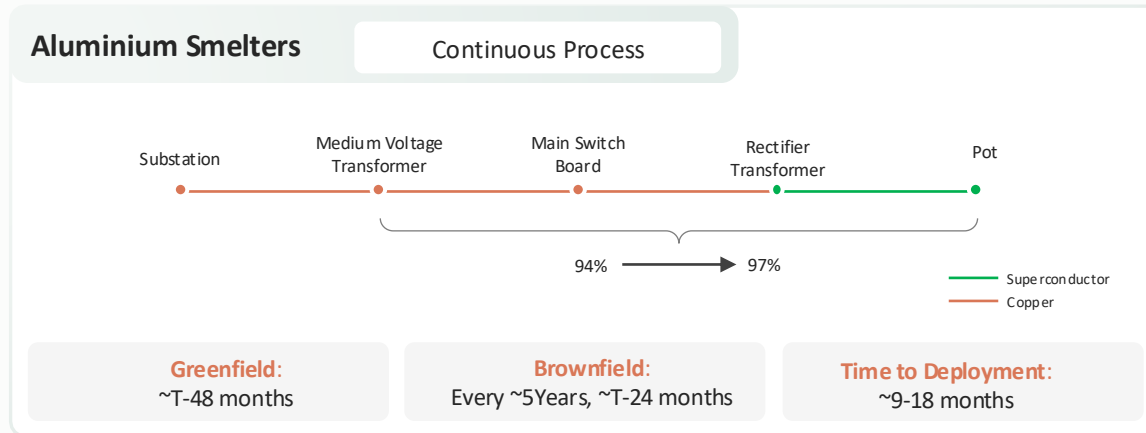 Aluminium Smelters
Continuous Process
Substation
Medium Voltage
Transformer
Main Switch
Board
Rectifier
Transformer
Pot
94%
97%
Superconductor
Copper
Greenfield:
~T-48 months
Brownfield:
Every ~5Years, ~T-24 months
Time to Deployment:
~9-18 months